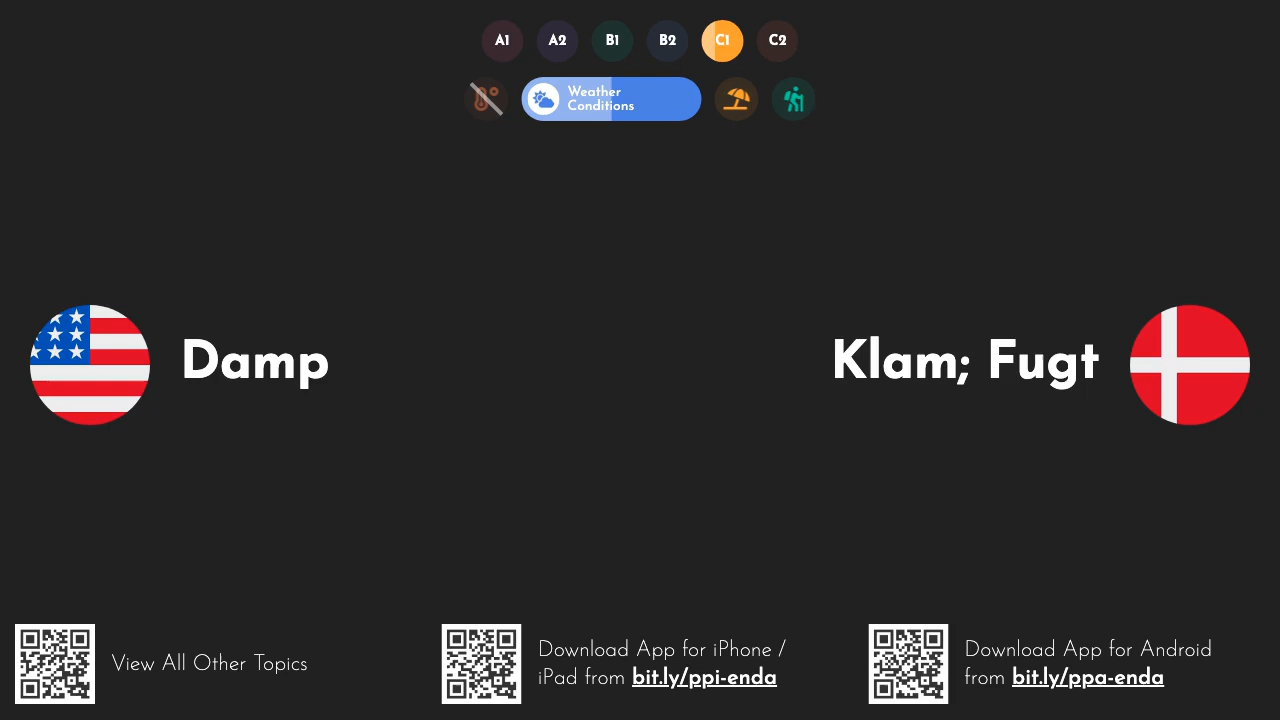 A1 A2 B1 B2 C1 C2
Weather
Conditions
Damp
Klam; Fugt
View All Other Topics
Download App for iPhone /
iPad from bit.ly/ppi-enda
Download App for Android
from bit.ly/ppa-enda